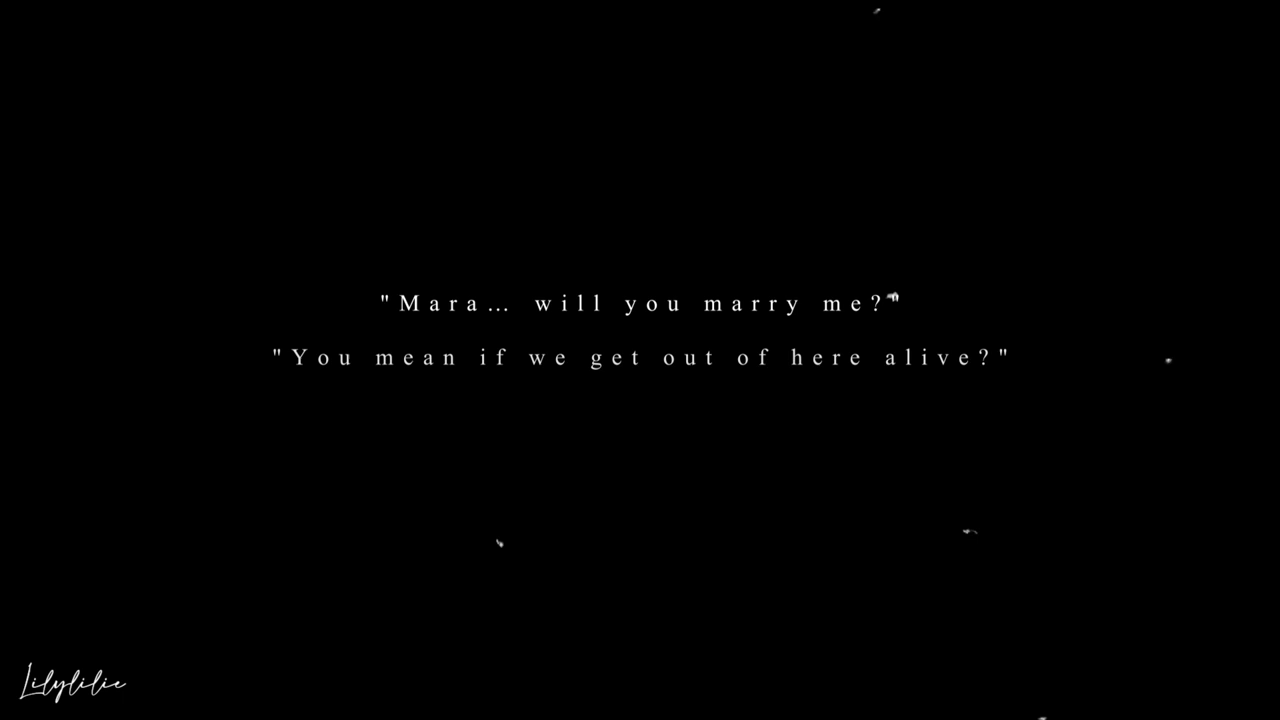 "Mara... will you marry me?"
"You mean if we get out of here alive?"
Lilylilie